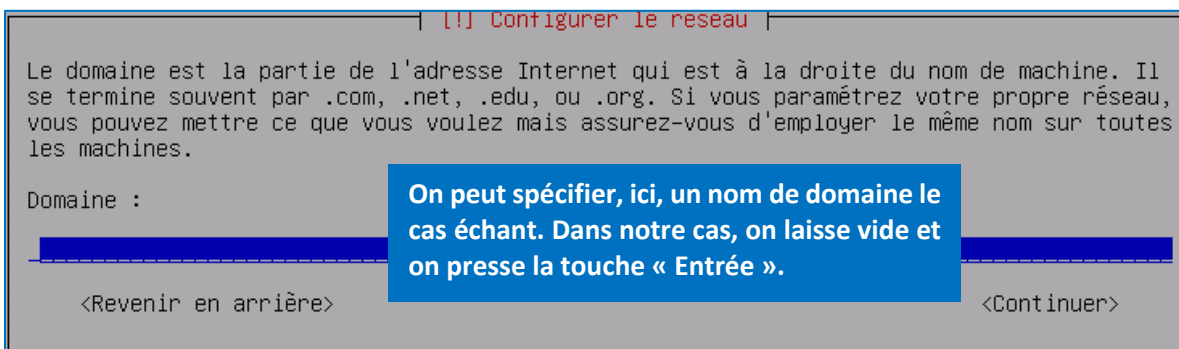 [!] Configurer le réseau
Le domaine est la partie de l'adresse Internet qui est à la droite du nom de machine. Il
se termine souvent par .com, .net, .edu, ou .org. Si vous paramétrez votre propre réseau,
vous pouvez mettre ce que vous voulez mais assurez-vous d'employer le même nom sur toutes
les machines.
Domaine :
On peut spécifier, ici, un nom de domaine le
cas échant. Dans notre cas, on laisse vide et
on presse la touche « Entrée ».
<Revenir en arrière>
<Continuer>